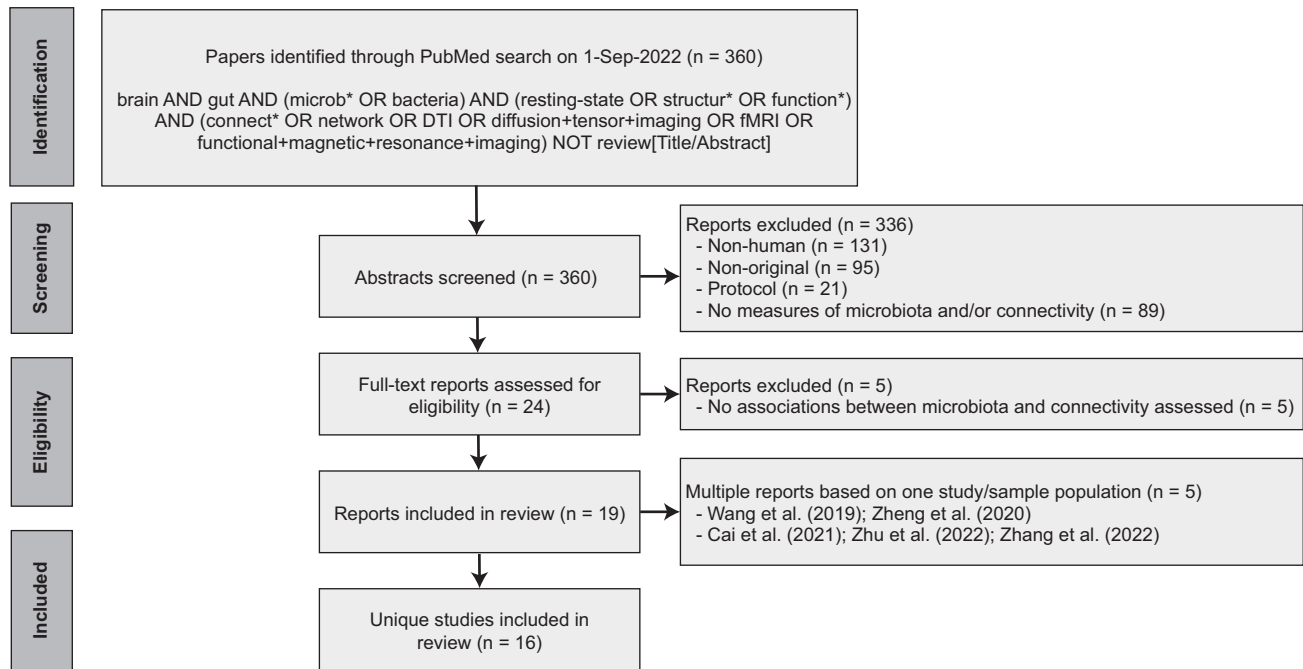 Identification
Papers identified through PubMed search on 1-Sep-2022 (n = 360)
brain AND gut AND (microb* OR bacteria) AND (resting-state OR structur* OR function*)
AND (connect* OR network OR DTI OR diffusion+tensor+imaging OR fMRI OR
functional+magnetic+resonance+imaging) NOT review[Title/Abstract]
Screening
Abstracts screened (n = 360)
Reports excluded (n = 336)
- Non-human (n = 131)
- Non-original (n = 95)
- Protocol (n = 21)
- No measures of microbiota and/or connectivity (n = 89)
Eligibility
Full-text reports assessed for
eligibility (n = 24)
Reports excluded (n = 5)
- No associations between microbiota and connectivity assessed (n = 5)
Reports included in review (n = 19)
Multiple reports based on one study/sample population (n = 5)
- Wang et al. (2019); Zheng et al. (2020)
- Cai et al. (2021); Zhu et al. (2022); Zhang et al. (2022)
Included
Unique studies included in
review (n = 16)